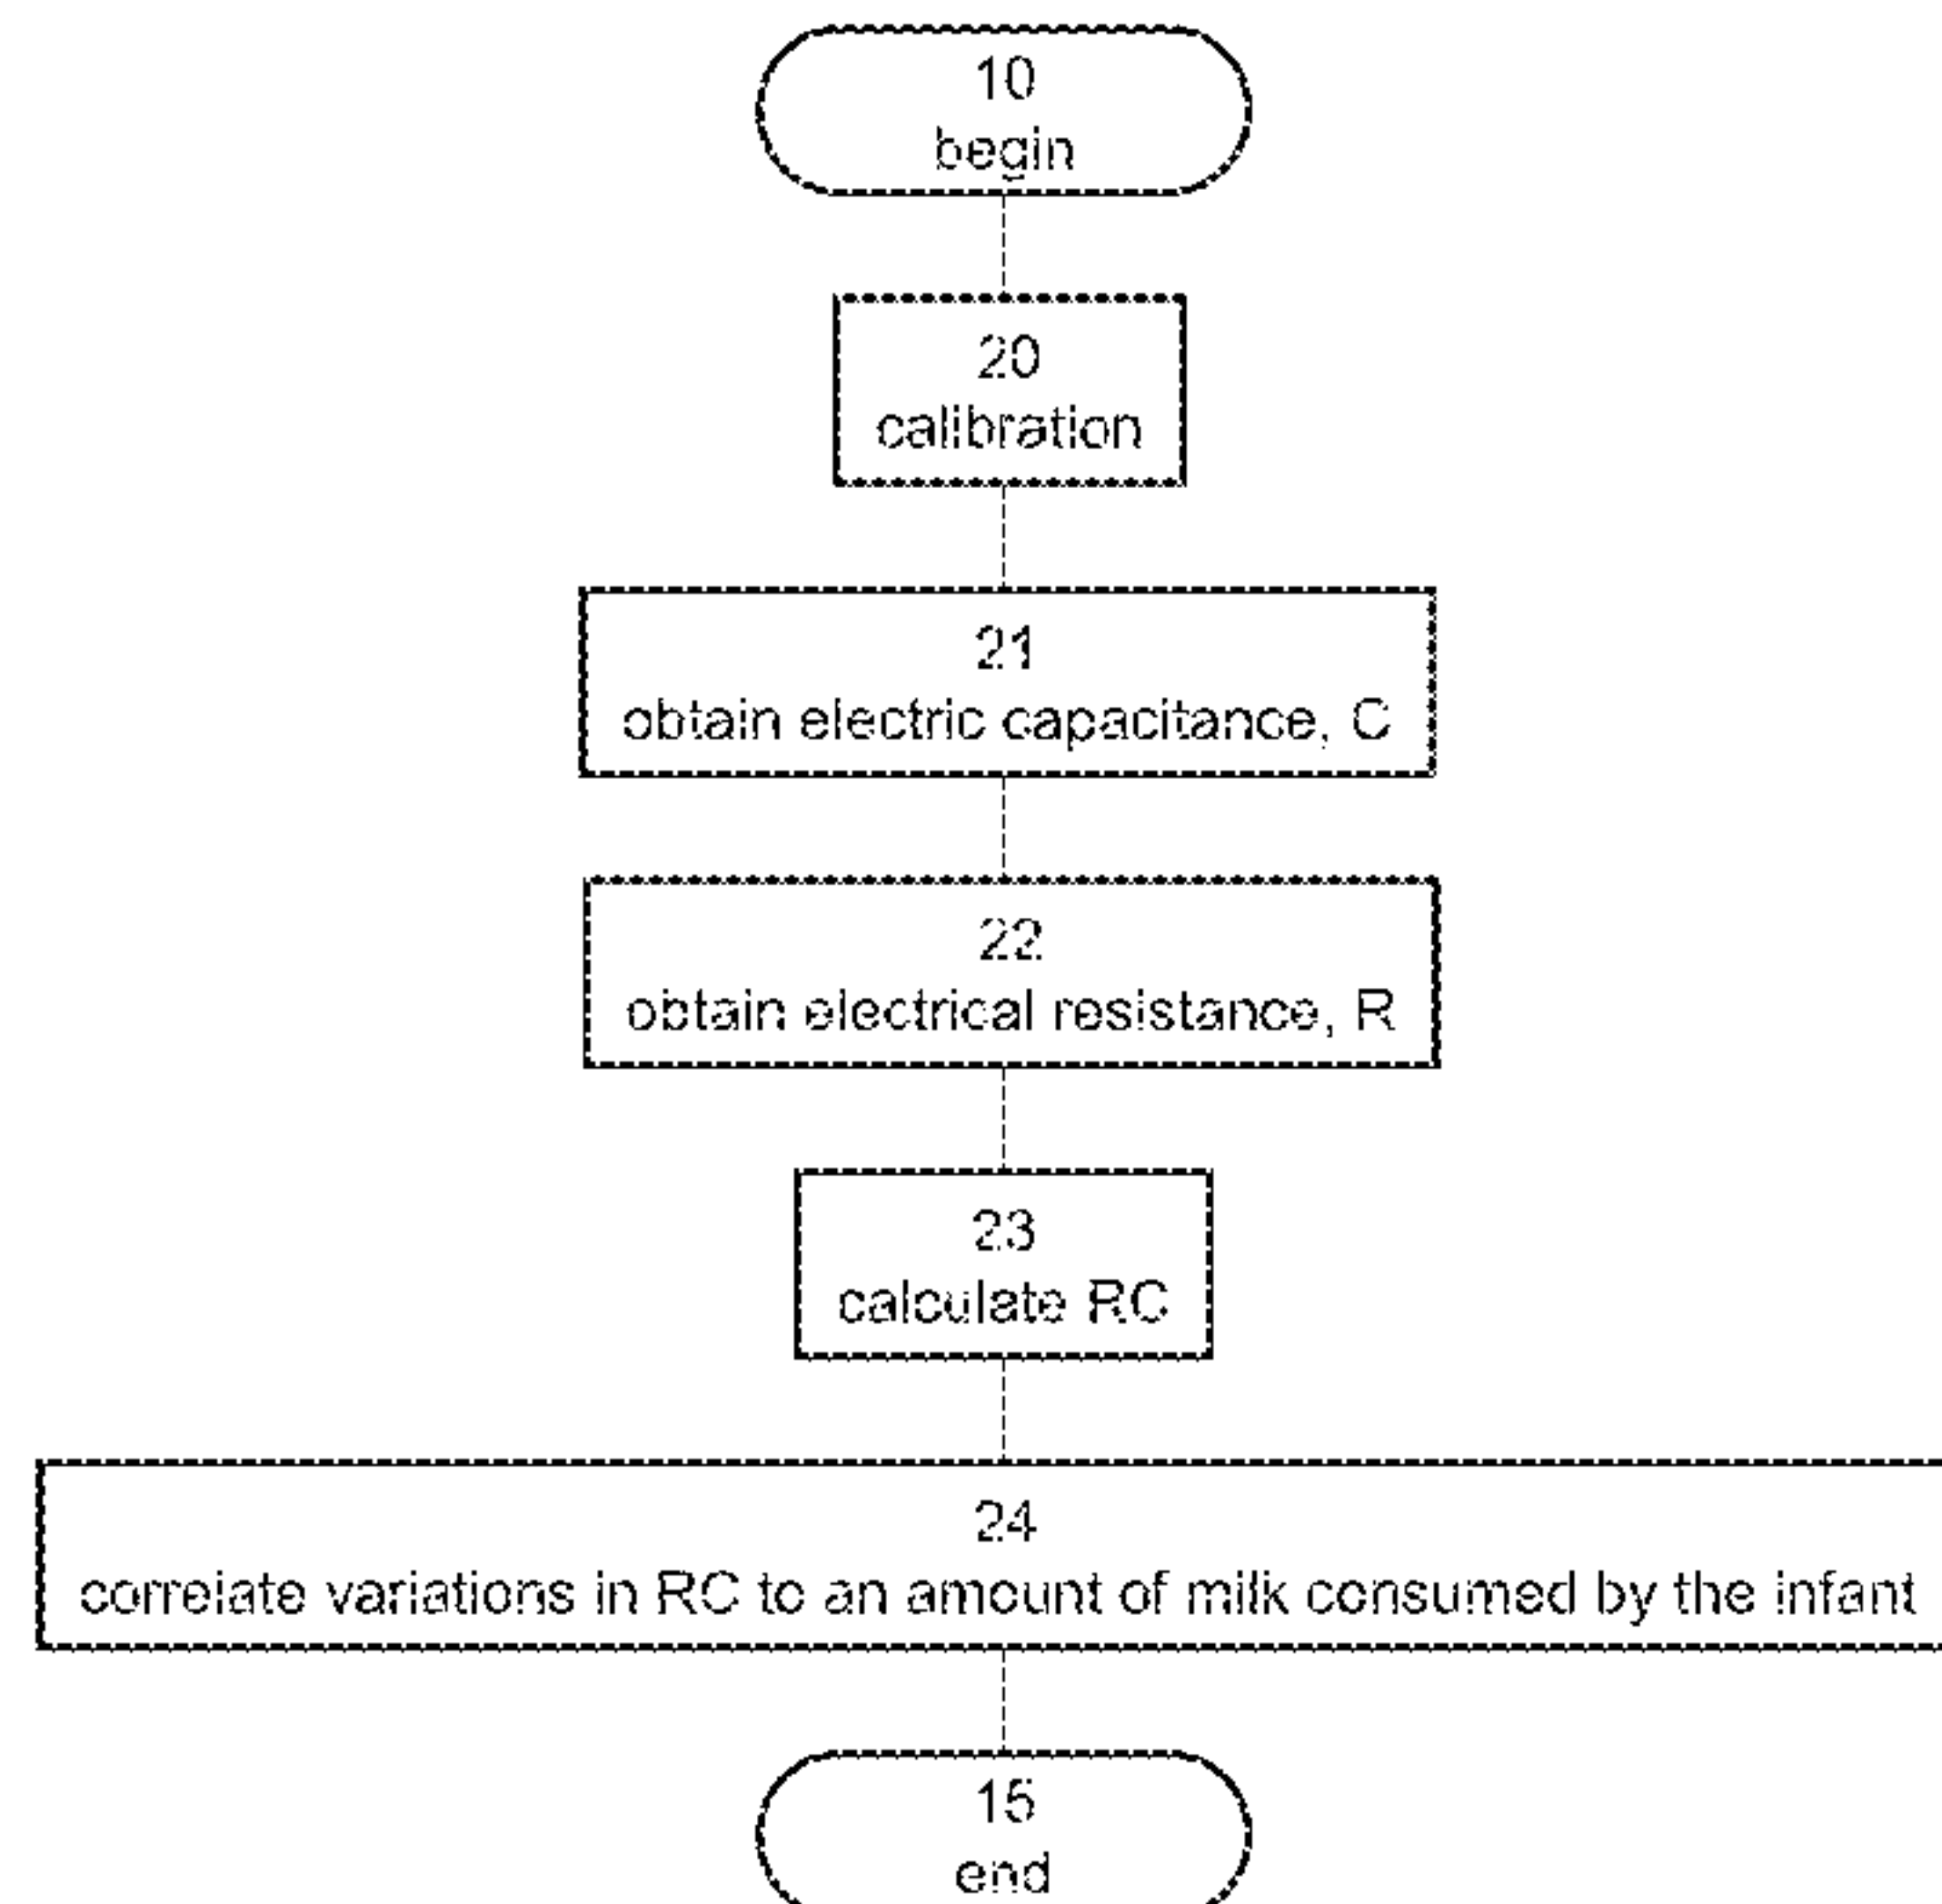 10
begin
20
calibration
21
obtain electric capacitance, C
22
obtain electrical resistance, R
23
calculate RC
24
correlate variations in RC to an amount of milk consumed by the infant
15
end